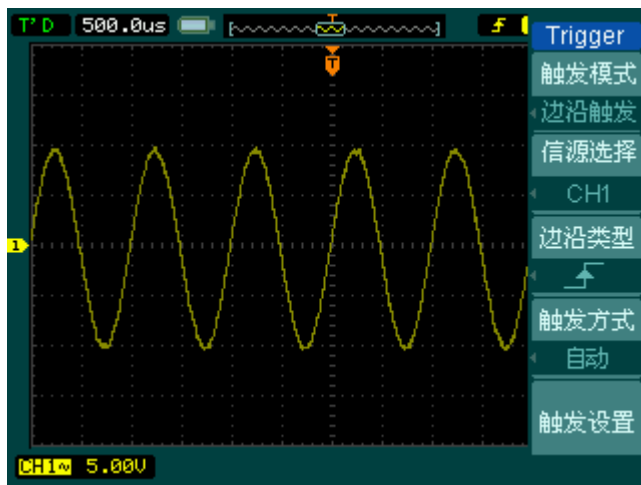 T'D 500.0us
T
Trigger
触发模式
边沿触发
信源选择
CH1
边沿类型
触发方式
自动
触发设置
1
CH1~ 5.00V